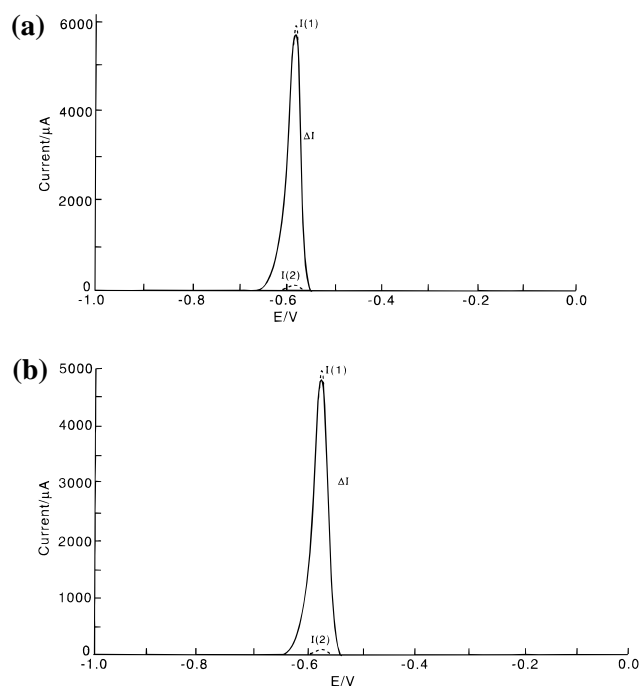 (a)
6000
I(1)
4000
ΔI
Current/μA
2000
I(2)
0
-1.0 -0.8 -0.6 -0.4 -0.2 0.0
E/V
(b)
5000
I(1)
4000
ΔI
3000
Current/μA
2000
1000
I(2)
0
-1.0 -0.8 -0.6 -0.4 -0.2 0.0
E/V